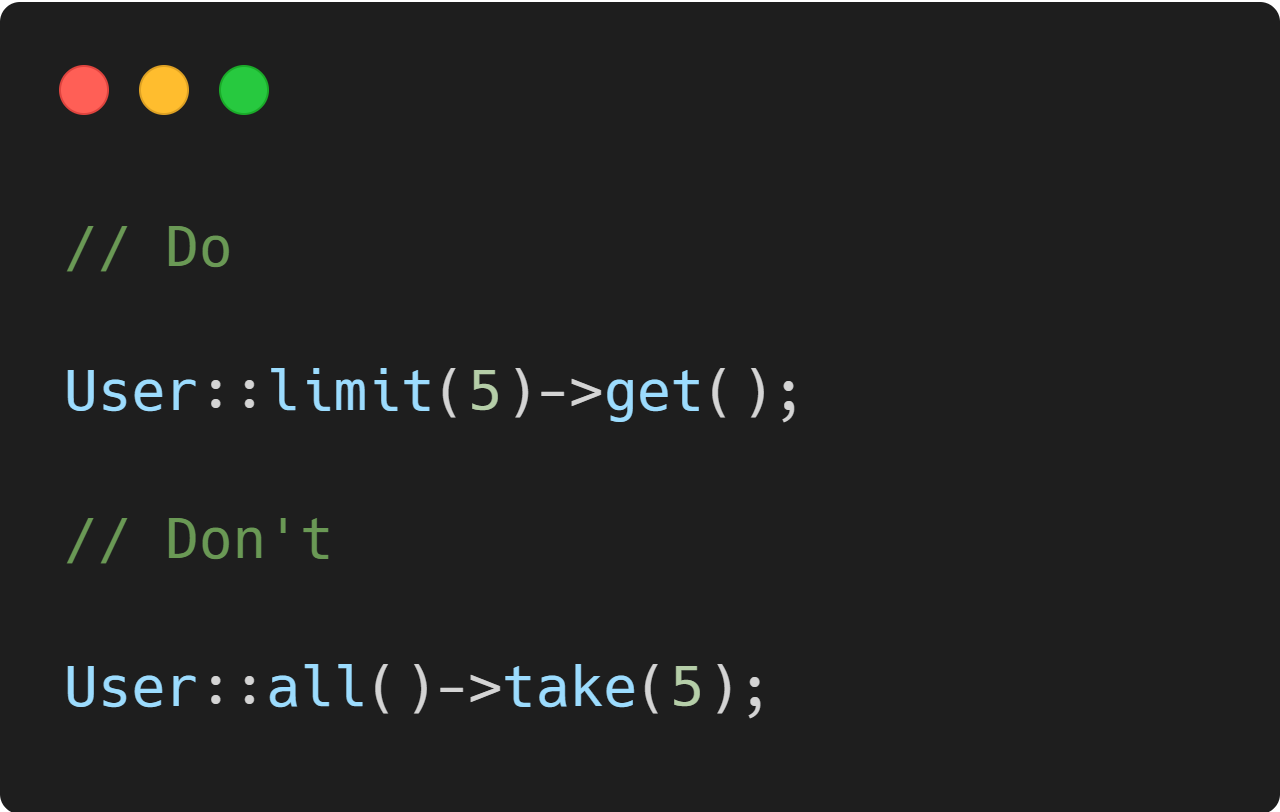 // Do
User::limit(5)->get();
// Don't
User::all()->take(5);